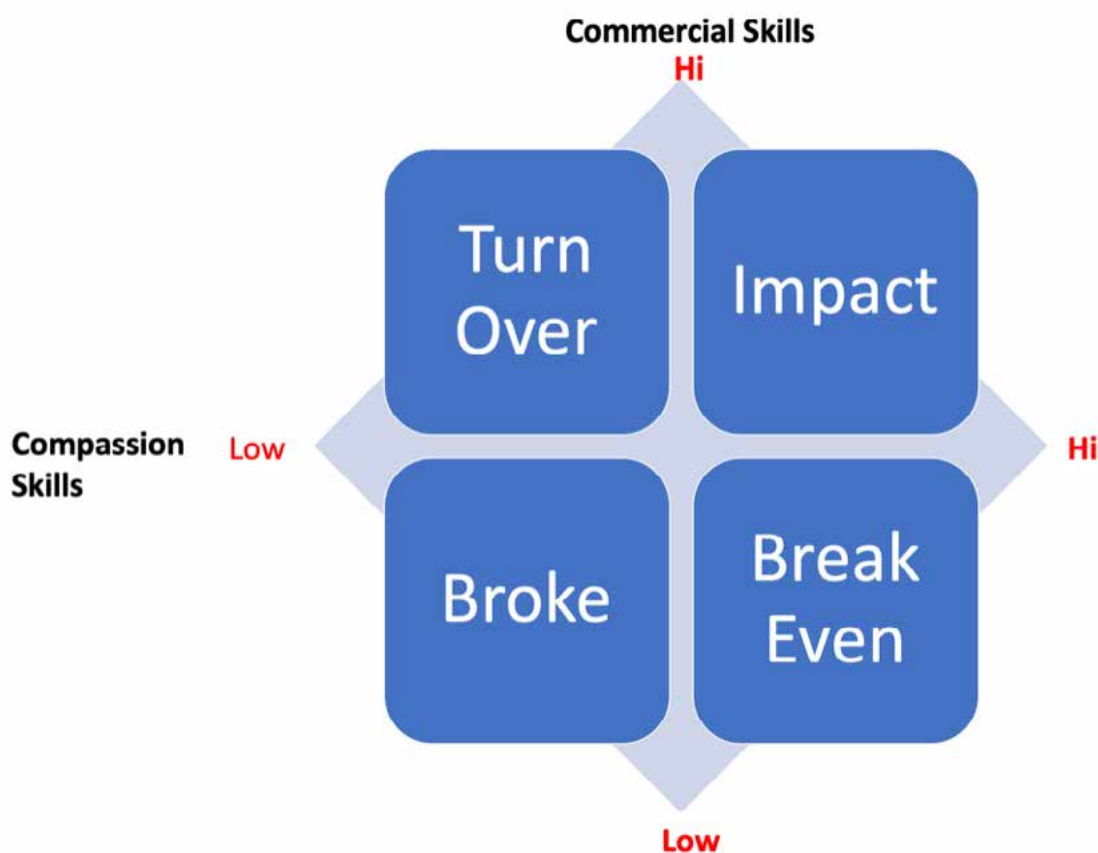 Commercial Skills
Hi
Turn
Over
Impact
Compassion
Skills
Low
Hi
Broke
Break
Even
Low